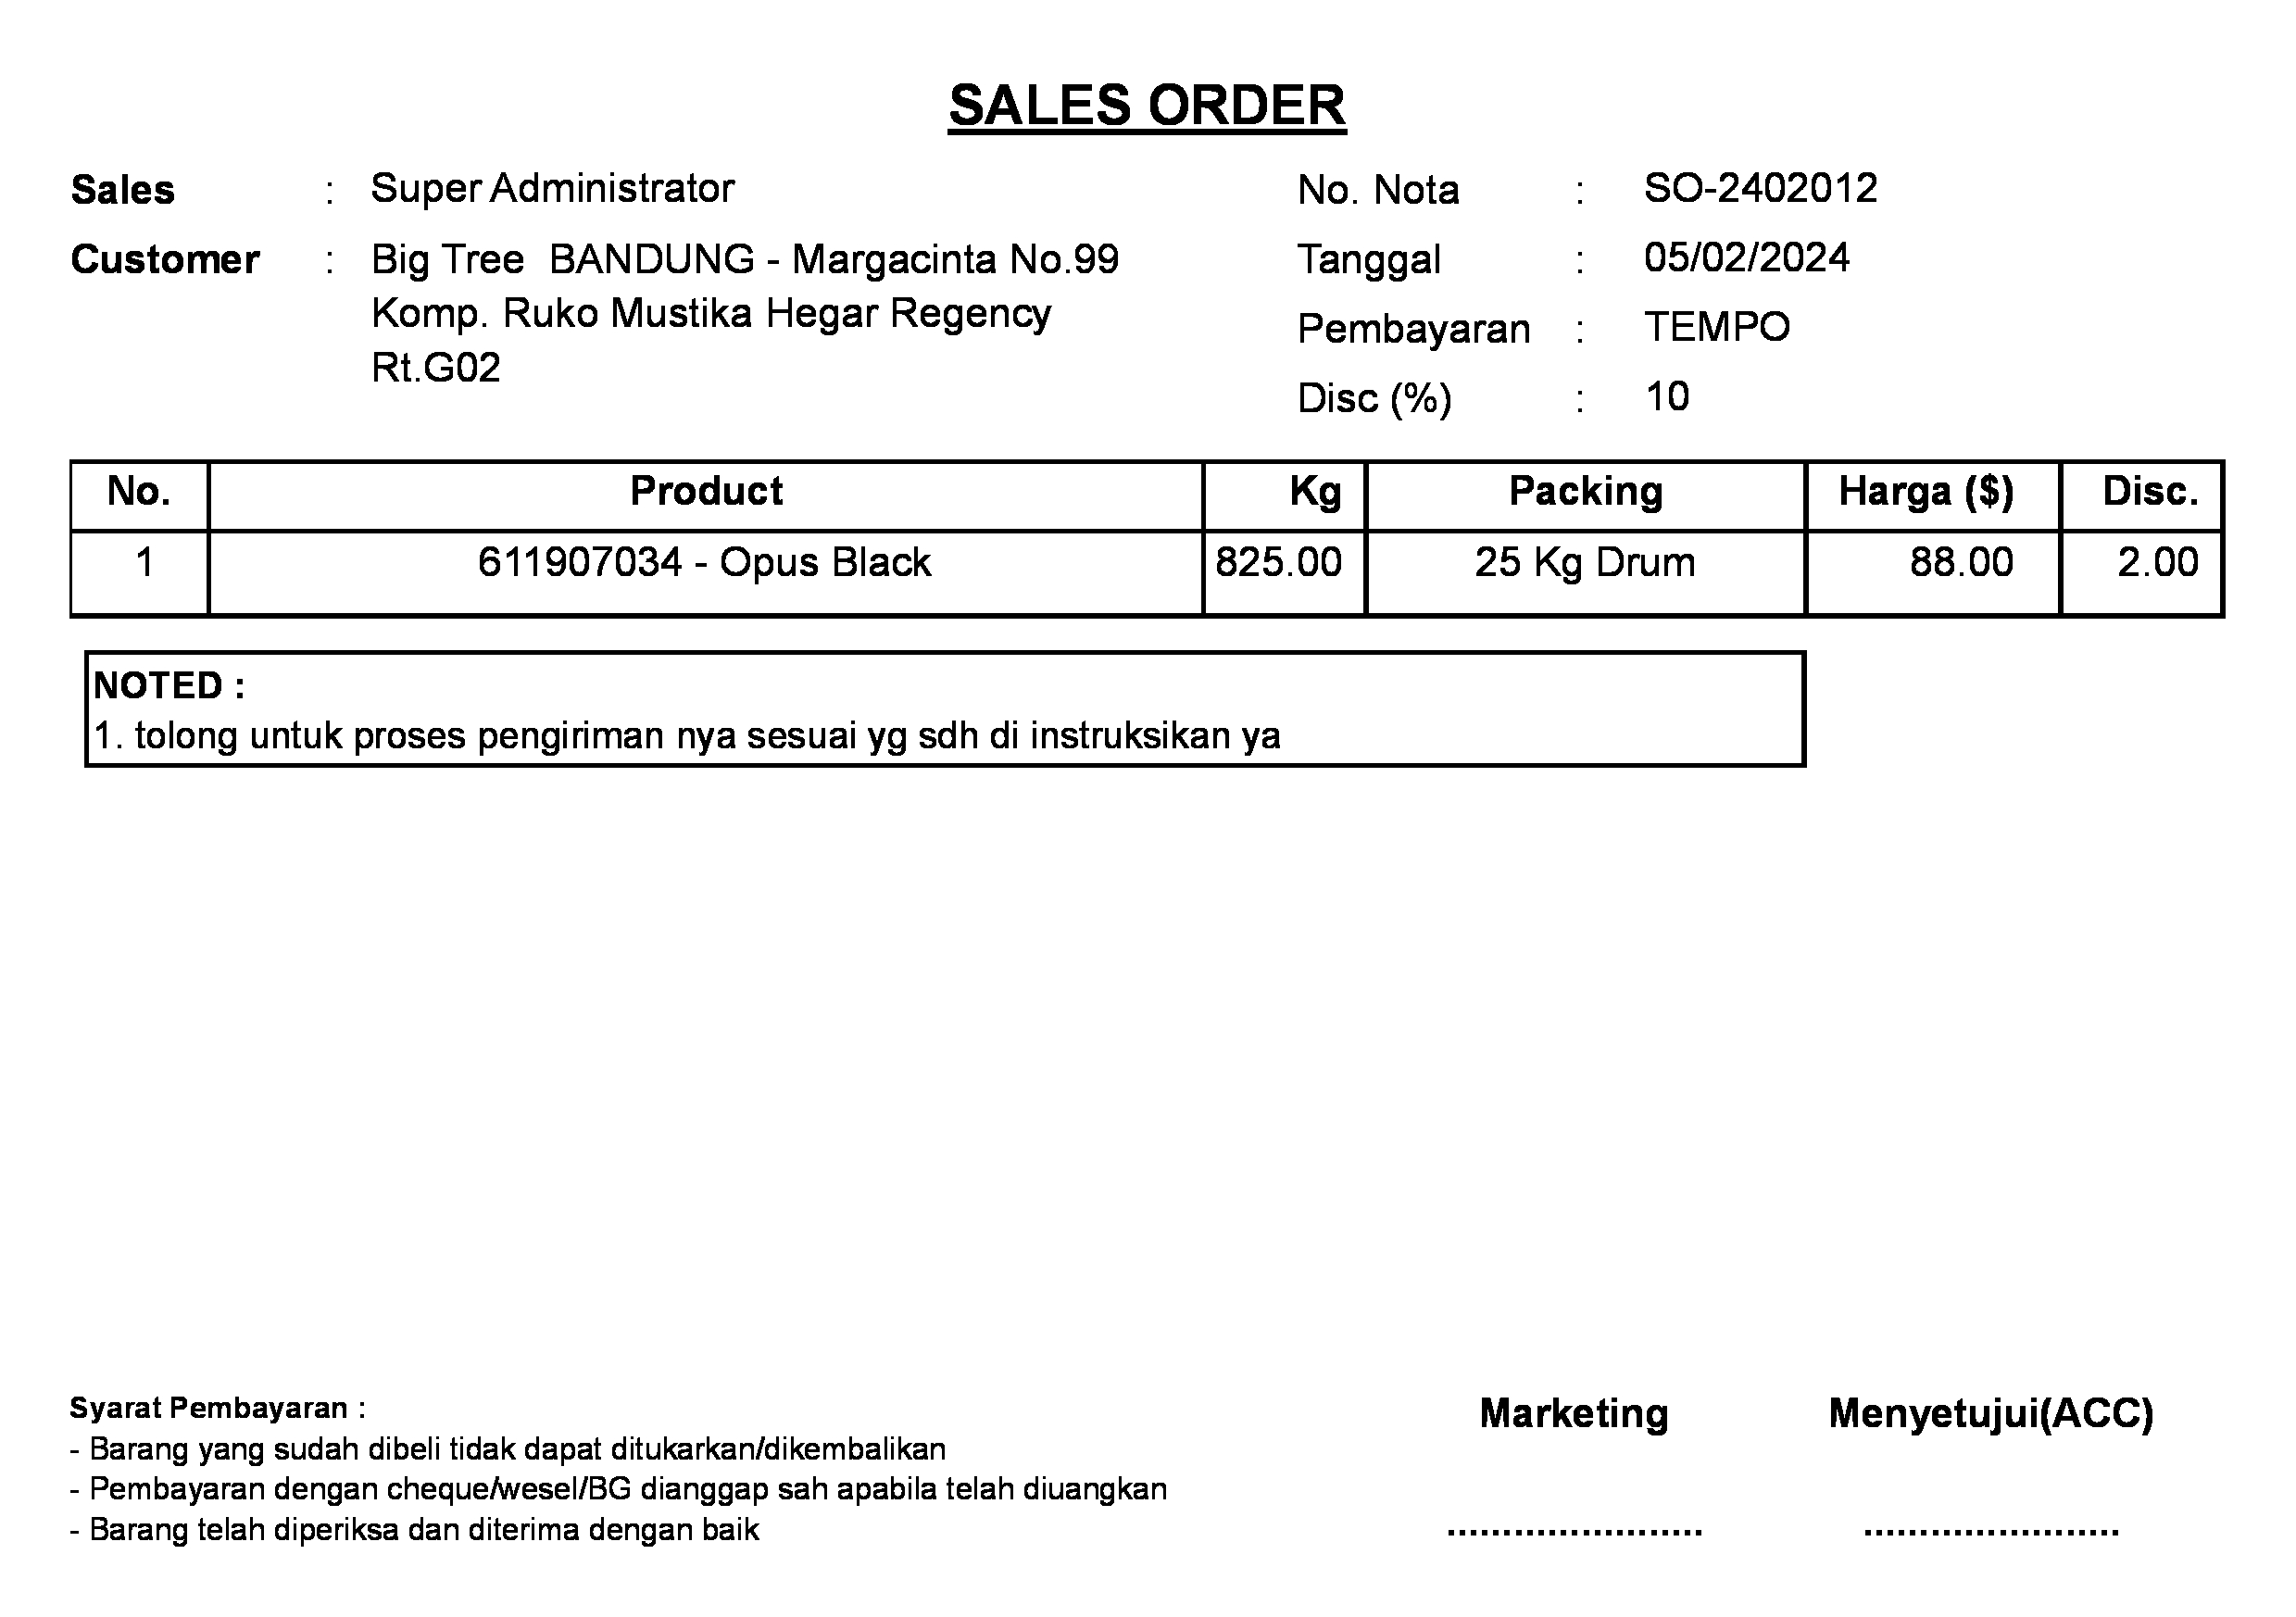 SALES ORDER
Sales : Super Administrator
No. Nota : SO-2402012
Customer : Big Tree BANDUNG - Margacinta No.99
Komp. Ruko Mustika Hegar Regency
Rt.G02
Tanggal : 05/02/2024
Pembayaran : TEMPO
Disc (%) : 10
No. Product Kg Packing Harga ($) Disc.
1 611907034 - Opus Black 825.00 25 Kg Drum 88.00 2.00
NOTED :
1. tolong untuk proses pengiriman nya sesuai yg sdh di instruksikan ya
Syarat Pembayaran :
- Barang yang sudah dibeli tidak dapat ditukarkan/dikembalikan
- Pembayaran dengan cheque/wesel/BG dianggap sah apabila telah diuangkan
- Barang telah diperiksa dan diterima dengan baik
Marketing Menyetujui(ACC)
....................... .......................